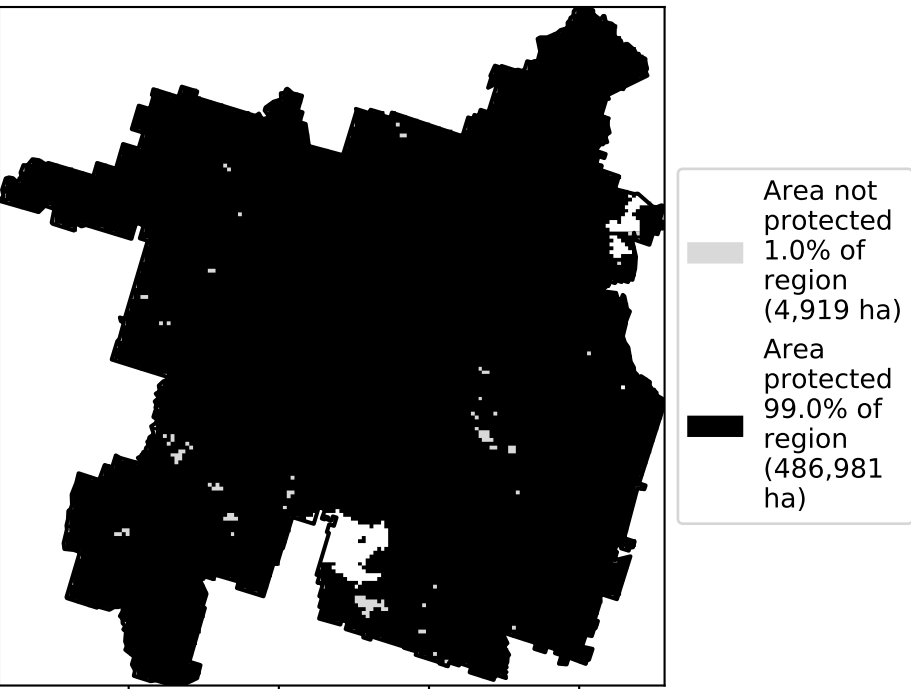 Area not
protected
1.0% of
region
(4,919 ha)
Area
protected
99.0% of
region
(486,981
ha)